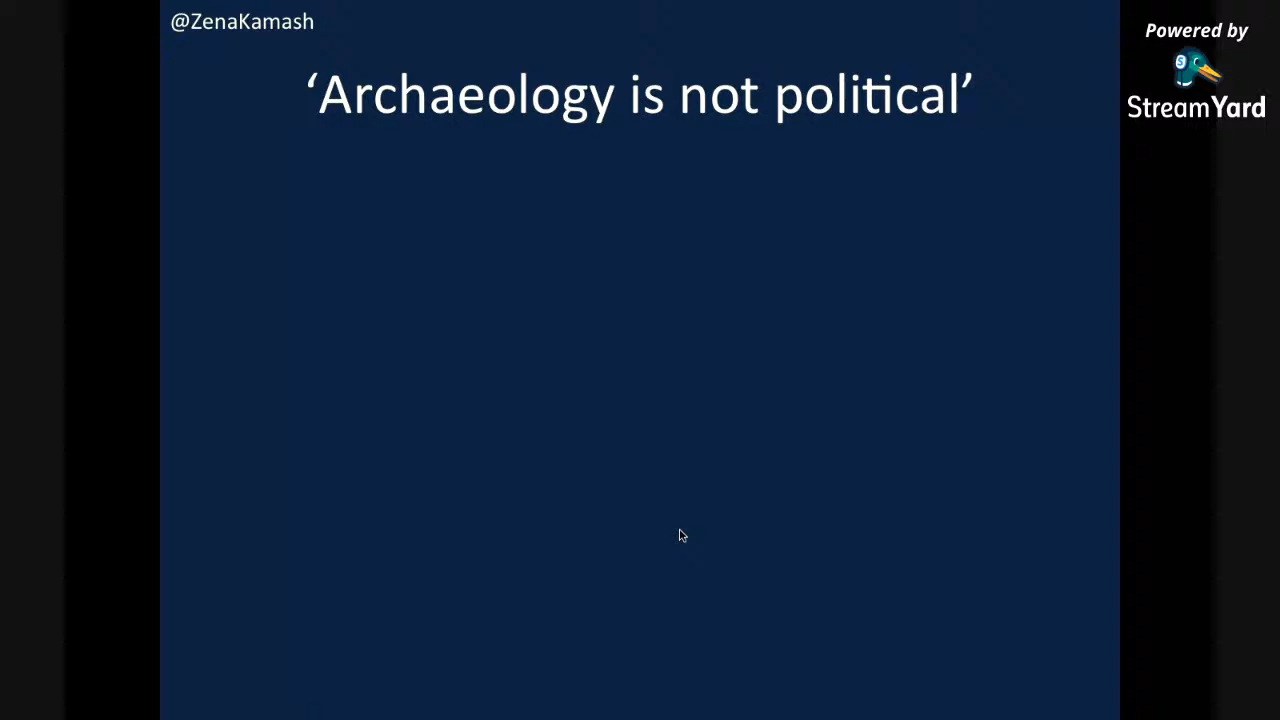 @ZenaKamash
Powered by
‘Archaeology is not political’
StreamYard